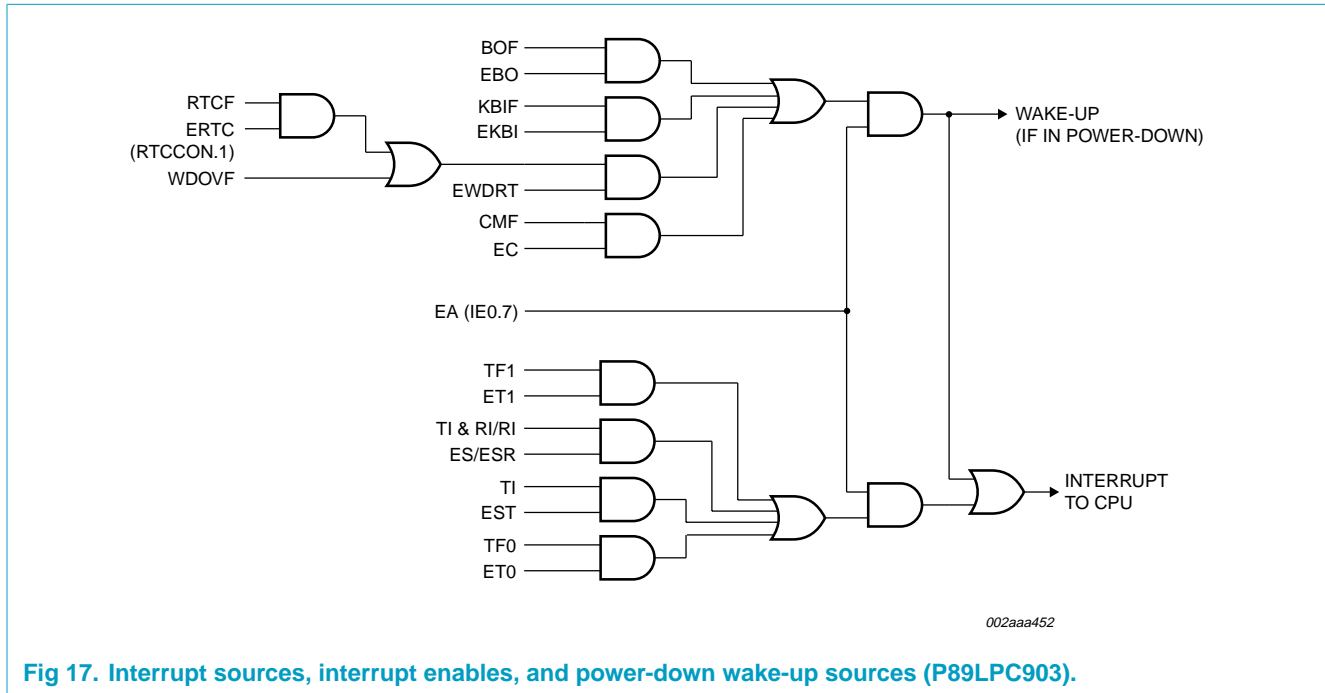 BOF
EBO
RTCF
ERTC
(RTCCON.1)
WDOVF
KBIF
EKBI
EWDRT
CMF
EC
WAKE-UP
(IF IN POWER-DOWN)
EA (IE0.7)
TF1
ET1
TI & RI/RI
ES/ESR
TI
EST
TF0
ET0
INTERRUPT
TO CPU
002aaa452
Fig 17. Interrupt sources, interrupt enables, and power-down wake-up sources (P89LPC903).